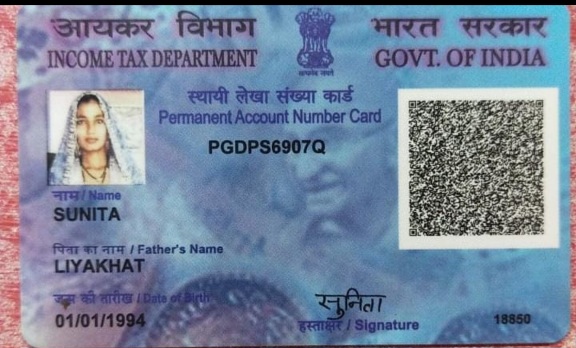 आयकर विभाग
INCOME TAX DEPARTMENT
भारत सरकार
GOVT. OF INDIA
सत्यमेव जयते
स्थायी लेखा संख्या कार्ड
Permanent Account Number Card
PGDPS6907Q
नाम / Name
SUNITA
पिता का नाम / Father's Name
LIYAKHAT
जन्म की तारीख / Date of Birth
01/01/1994
सुनिता
हस्ताक्षर / Signature
18850